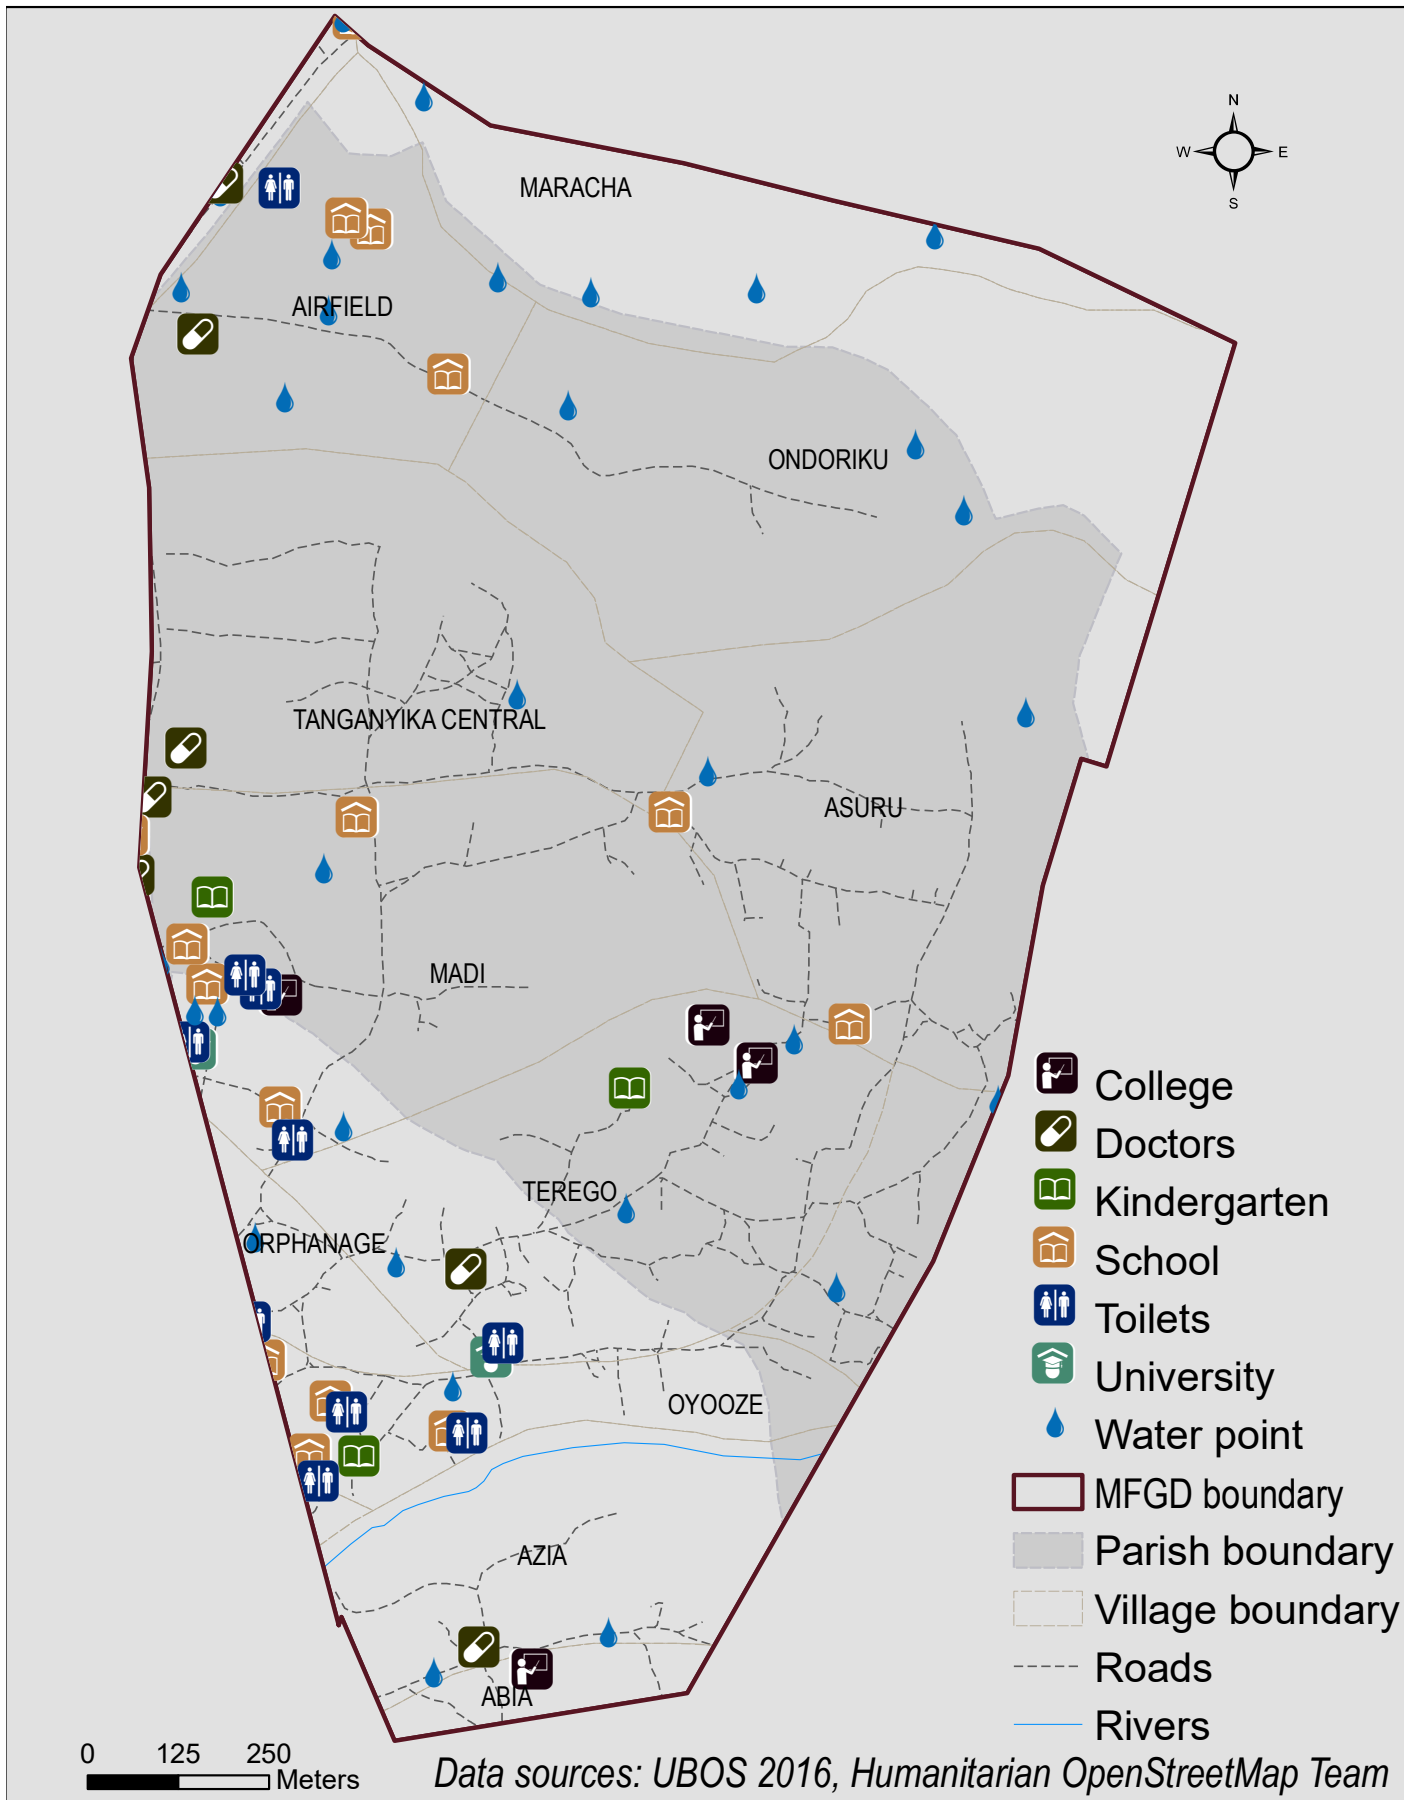 N
W E
S
MARACHA
AIRFIELD
ONDORIKU
TANGANYIKA CENTRAL
ASURU
MADI
TEREGO
ORPHANAGE
OYOOZE
AZIA
ABIA
College
Doctors
Kindergarten
School
Toilets
University
Water point
MFGD boundary
Parish boundary
Village boundary
Roads
Rivers
0 125 250
Meters
Data sources: UBOS 2016, Humanitarian OpenStreetMap Team